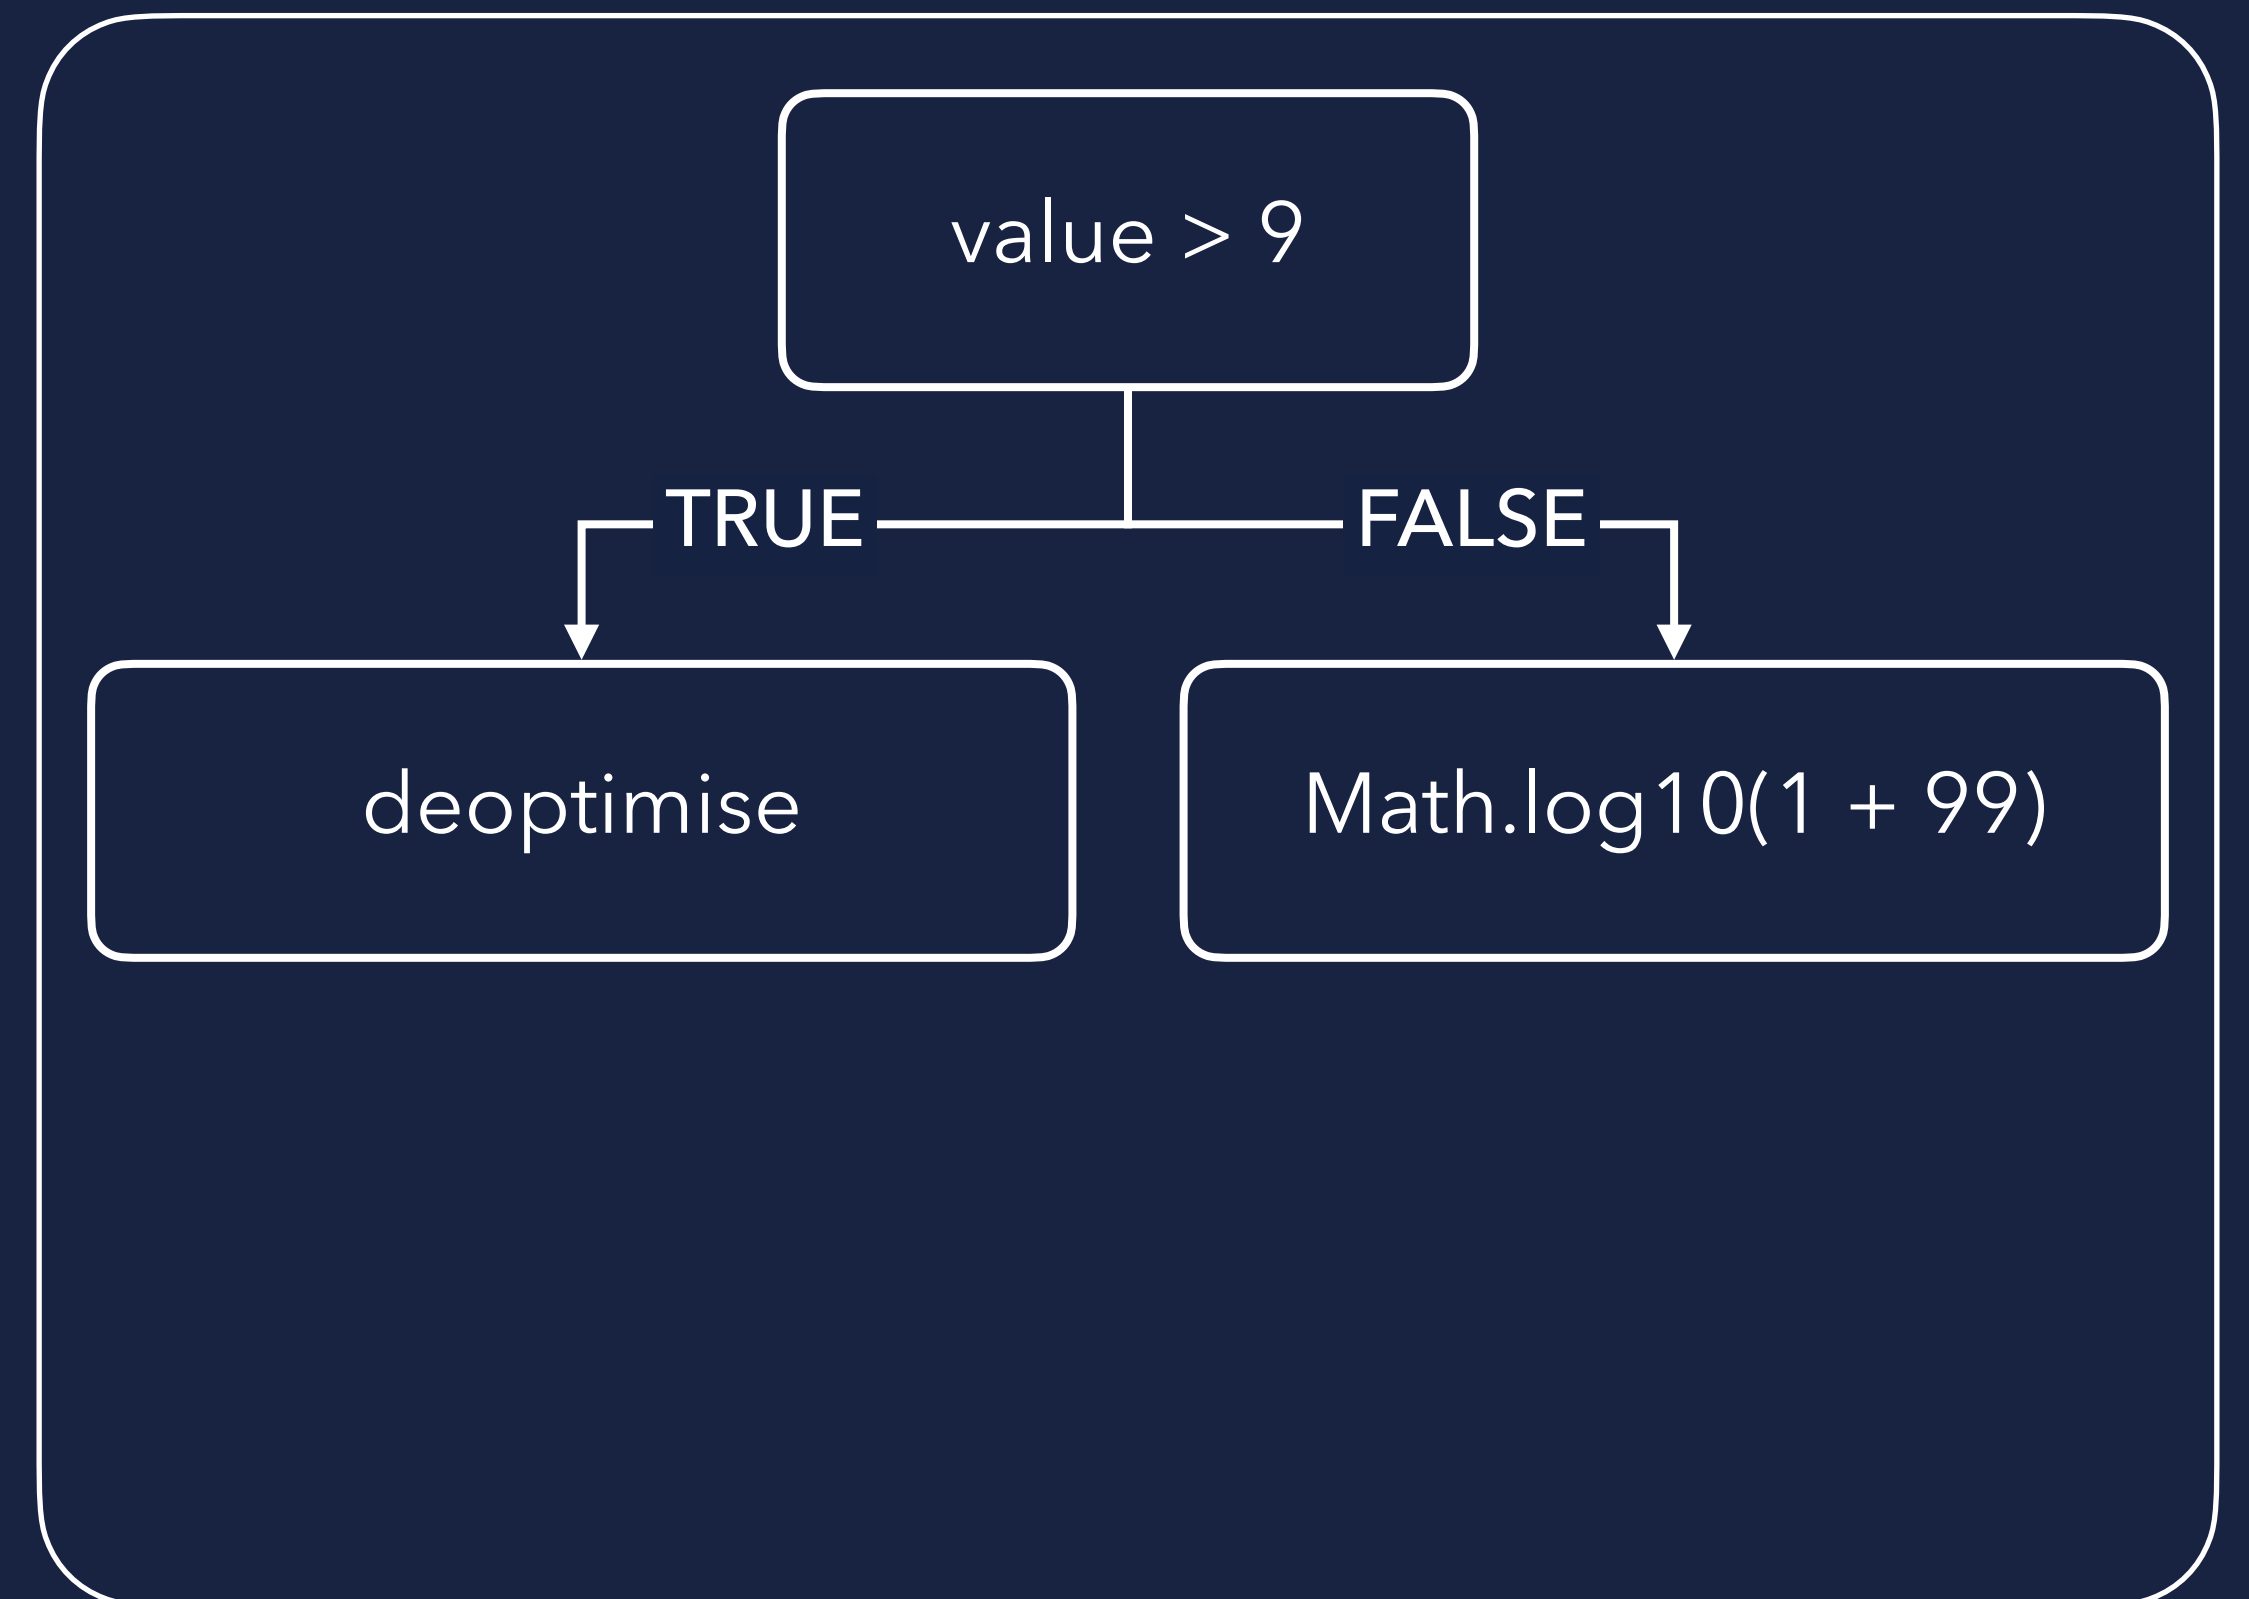 value > 9
TRUE
FALSE
deoptimise
Math.log10(1 + 99)